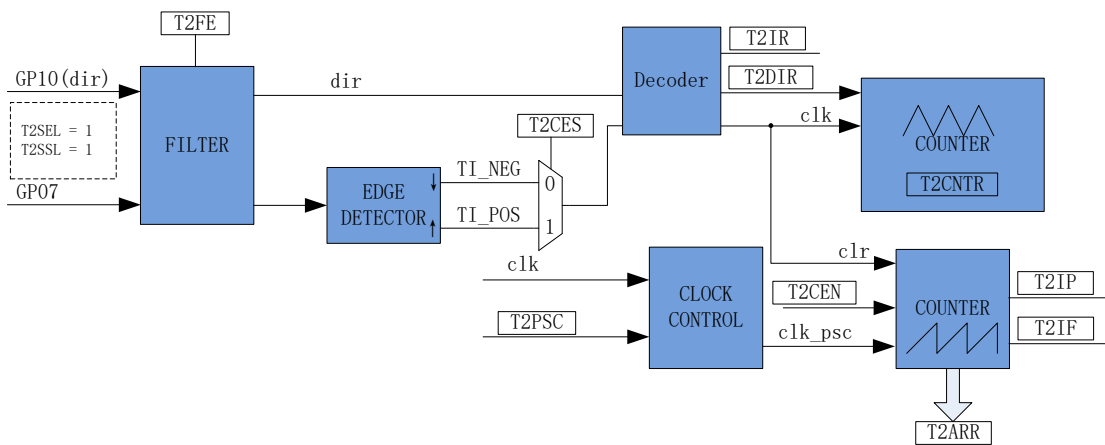 T2FE
T2IR
GP10(dir)
dir
Decoder
T2DIR
T2SEL = 1
T2SSL = 1
FILTER
T2CES
clk
COUNTER
T2CNTR
GP07
EDGE
DETECTOR
TI_NEG
TI_POS
0
1
clk
T2PSC
CLOCK
CONTROL
clr
T2CEN
clk_psc
COUNTER
T2IP
T2IF
T2ARR